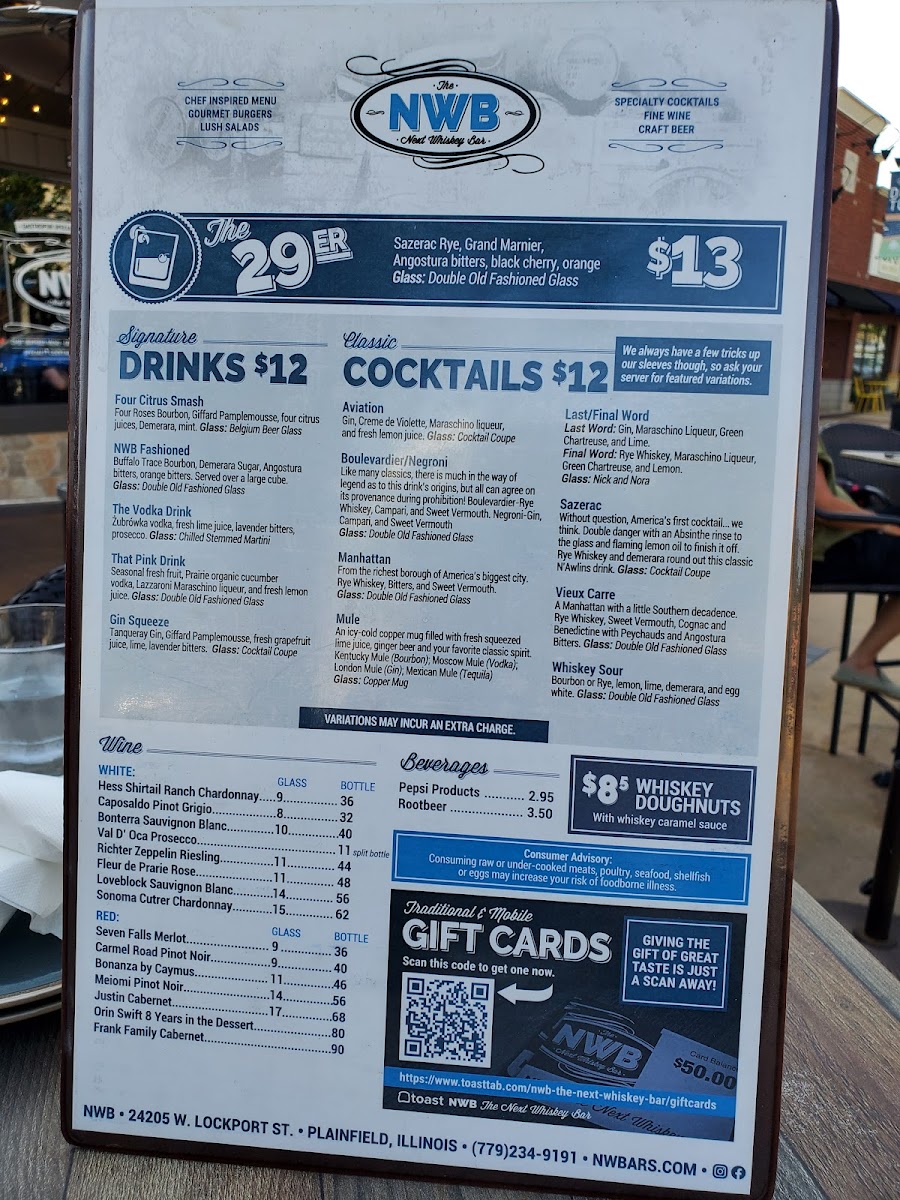 CHEF INSPIRED MENU
GOURMET BURGERS
LUSH SALADS
The
NWB
Next Whiskey Bar
SPECIALTY COCKTAILS
FINE WINE
CRAFT BEER
The 29ER
Sazerac Rye, Grand Marnier,
Angostura bitters, black cherry, orange
Glass: Double Old Fashioned Glass
$13
Signature
DRINKS $12
Four Citrus Smash
Four Roses Bourbon, Giffard Pamplemousse, four citrus
juices, Demerara, mint. Glass: Belgium Beer Glass
NWB Fashioned
Buffalo Trace Bourbon, Demerara Sugar, Angostura
bitters, orange bitters. Served over a large cube.
Glass: Double Old Fashioned Glass
The Vodka Drink
Żubrówka vodka, fresh lime juice, lavender bitters,
prosecco. Glass: Chilled Stemmed Martini
That Pink Drink
Seasonal fresh fruit, Prairie organic cucumber
vodka, Lazzaroni Maraschino liqueur, and fresh lemon
juice. Glass: Double Old Fashioned Glass
Gin Squeeze
Tanqueray Gin, Giffard Pamplemousse, fresh grapefruit
juice, lime, lavender bitters. Glass: Cocktail Coupe
Classic
COCKTAILS $12
We always have a few tricks up
our sleeves though, so ask your
server for featured variations.
Aviation
Gin, Creme de Violette, Maraschino liqueur,
and fresh lemon juice. Glass: Cocktail Coupe
Boulevardier/Negroni
Like many classics, there is much in the way of
legend as to this drink's origins, but all can agree on
its provenance during prohibition! Boulevardier-Rye
Whiskey, Campari, and Sweet Vermouth. Negroni-Gin,
Campari, and Sweet Vermouth
Glass: Double Old Fashioned Glass
Manhattan
From the richest borough of America's biggest city.
Rye Whiskey, Bitters, and Sweet Vermouth.
Glass: Double Old Fashioned Glass
Mule
An icy-cold copper mug filled with fresh squeezed
lime juice, ginger beer and your favorite classic spirit.
Kentucky Mule (Bourbon); Moscow Mule (Vodka);
London Mule (Gin); Mexican Mule (Tequila)
Glass: Copper Mug
Last/Final Word
Last Word: Gin, Maraschino Liqueur, Green
Chartreuse, and Lime.
Final Word: Rye Whiskey, Maraschino Liqueur,
Green Chartreuse, and Lemon.
Glass: Nick and Nora
Sazerac
Without question, America's first cocktail... we
think. Double danger with an Absinthe rinse to
the glass and flaming lemon oil to finish it off.
Rye Whiskey and demerara round out this classic
N'Awlins drink. Glass: Cocktail Coupe
Vieux Carre
A Manhattan with a little Southern decadence.
Rye Whiskey, Sweet Vermouth, Cognac and
Benedictine with Peychauds and Angostura
Bitters. Glass: Double Old Fashioned Glass
Whiskey Sour
Bourbon or Rye, lemon, lime, demerara, and egg
white. Glass: Double Old Fashioned Glass
VARIATIONS MAY INCUR AN EXTRA CHARGE.
Wine
WHITE: GLASS BOTTLE
Hess Shirtail Ranch Chardonnay....9................ 36
Caposaldo Pinot Grigio................8................ 32
Bonterra Sauvignon Blanc............10...............40
Val D' Oca Prosecco.......................................11 split bottle
Richter Zeppelin Riesling.............11............... 44
Fleur de Prarie Rose....................11............... 48
Loveblock Sauvignon Blanc..........14............... 56
Sonoma Cutrer Chardonnay..........15............... 62
RED: GLASS BOTTLE
Seven Falls Merlot....................... 9................ 36
Carmel Road Pinot Noir................9................ 40
Bonanza by Caymus.................... 11...............46
Meiomi Pinot Noir........................14...............56
Justin Cabernet...........................17...............68
Orin Swift 8 Years in the Dessert.......................80
Frank Family Cabernet......................................90
Beverages
Pepsi Products .......... 2.95
Rootbeer .................... 3.50
$8⁵ WHISKEY
DOUGHNUTS
With whiskey caramel sauce
Consumer Advisory:
Consuming raw or under-cooked meats, poultry, seafood, shellfish
or eggs may increase your risk of foodborne illness.
Traditional & Mobile
GIFT CARDS
Scan this code to get one now.
GIVING THE
GIFT OF GREAT
TASTE IS JUST
A SCAN AWAY!
The
NWB
Next Whiskey Bar
Card Balance
$50.00
Next Whiskey
https://www.toasttab.com/nwb-the-next-whiskey-bar/giftcards
toast NWB The Next Whiskey Bar
NWB • 24205 W. LOCKPORT ST. • PLAINFIELD, ILLINOIS • (779)234-9191 • NWBARS.COM •